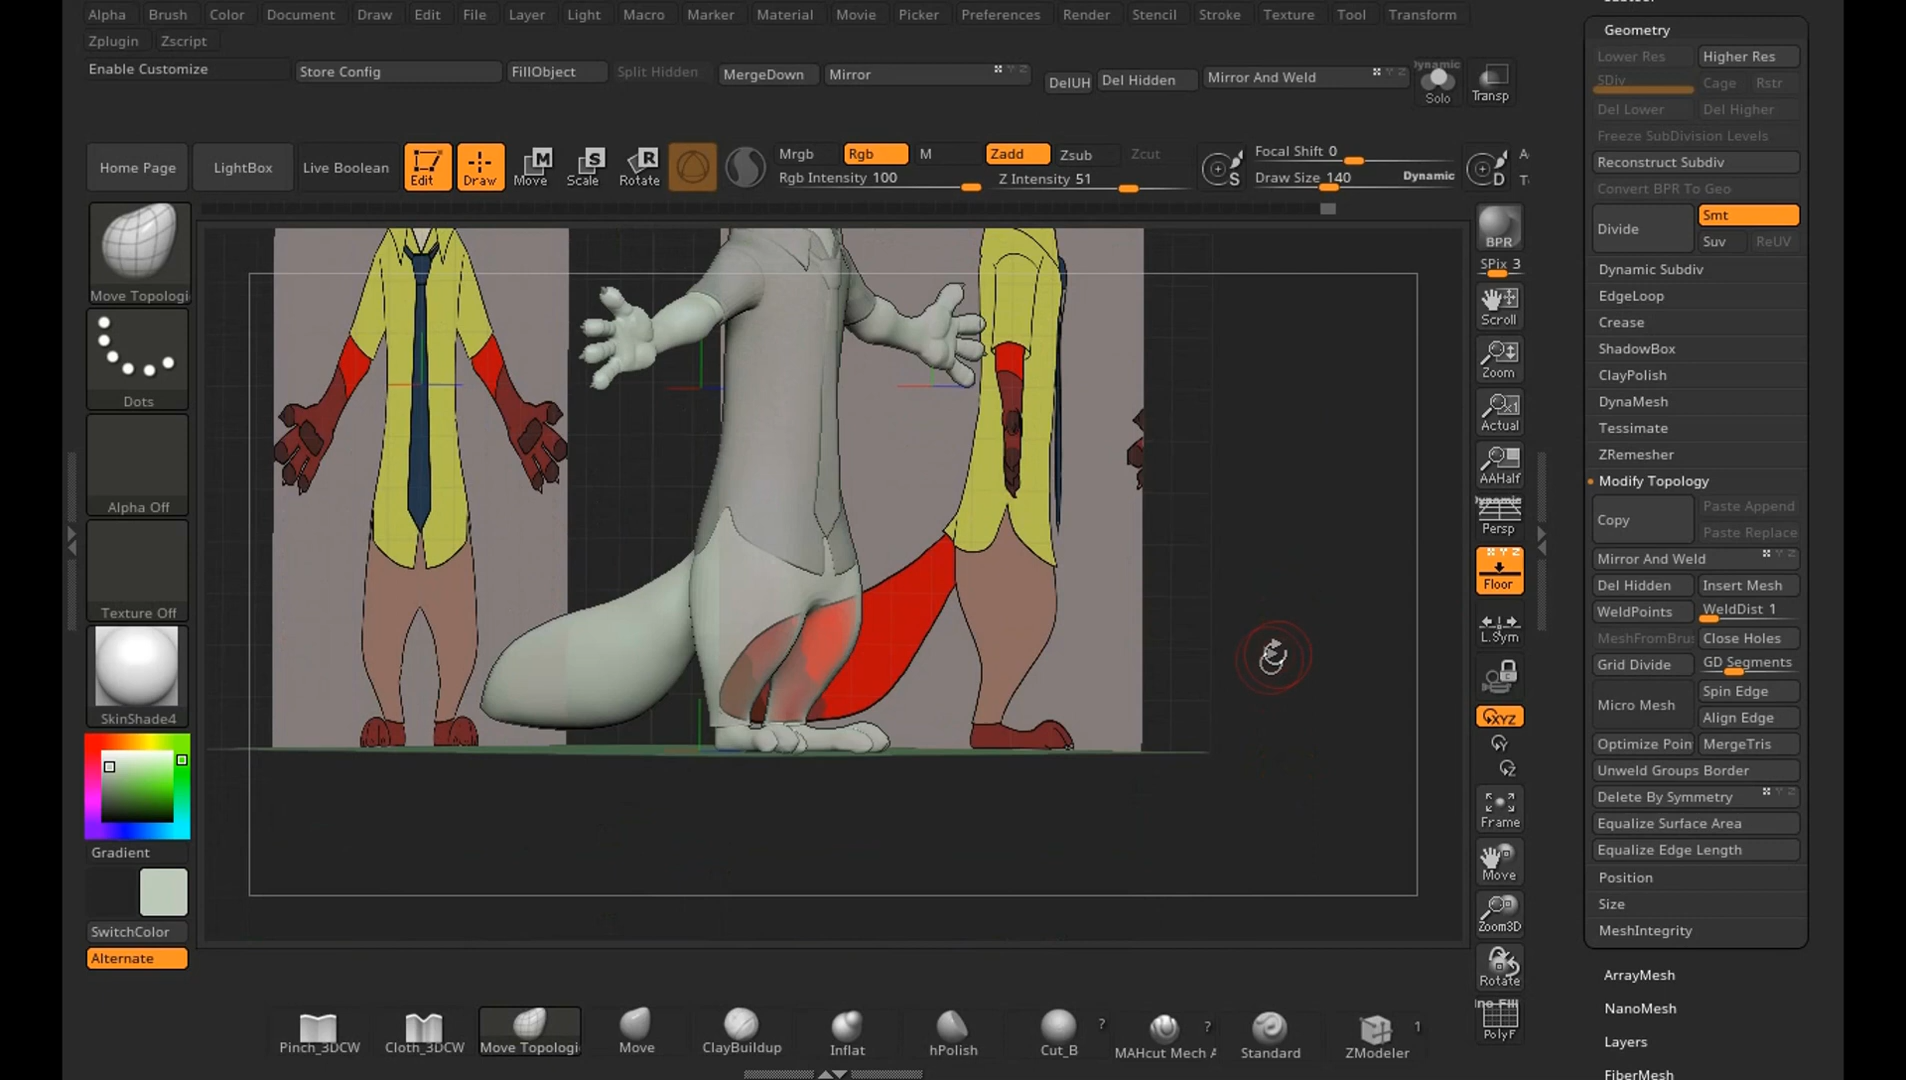 Alpha Brush Color Document Draw Edit File Layer Light Macro Marker Material Movie Picker Preferences Render Stencil Stroke Texture Tool Transform
Zplugin Zscript
Enable Customize
Store Config
FillObject
Split Hidden
MergeDown
Mirror
DelUH
Del Hidden
Mirror And Weld
Dynamic
Solo
Transp
Home Page
LightBox
Live Boolean
Edit
Draw
M
Move
S
Scale
R
Rotate
Mrgb Rgb M
Rgb Intensity 100
Zadd Zsub Zcut
Z Intensity 51
S
Focal Shift 0
Draw Size 140 Dynamic
D
Move Topologi
Dots
Alpha Off
Texture Off
SkinShade4
Gradient
SwitchColor
Alternate
BPR
SPix 3
Scroll
Zoom
Actual
AAHalf
Dynamic
Persp
X Y Z
Floor
L.Sym
XYZ
Y
Z
Frame
Move
Zoom3D
Rotate
PolyF
Geometry
Lower Res Higher Res
SDiv Cage Rstr
Del Lower Del Higher
Freeze SubDivision Levels
Reconstruct Subdiv
Convert BPR To Geo
Divide
Smt
Suv ReUV
Dynamic Subdiv
EdgeLoop
Crease
ShadowBox
ClayPolish
DynaMesh
Tessimate
ZRemesher
Modify Topology
Copy
Paste Append
Paste Replace
Mirror And Weld
Del Hidden Insert Mesh
WeldPoints WeldDist 1
MeshFromBru Close Holes
Grid Divide GD Segments
Micro Mesh
Spin Edge
Align Edge
Optimize Poin MergeTris
Unweld Groups Border
Delete By Symmetry
Equalize Surface Area
Equalize Edge Length
Position
Size
MeshIntegrity
ArrayMesh
NanoMesh
Layers
FiberMesh
Pinch_3DCW
Cloth_3DCW
Move Topologi
Move
ClayBuildup
Inflat
hPolish
Cut_B
?
MAHcut Mech A
?
Standard
ZModeler
1